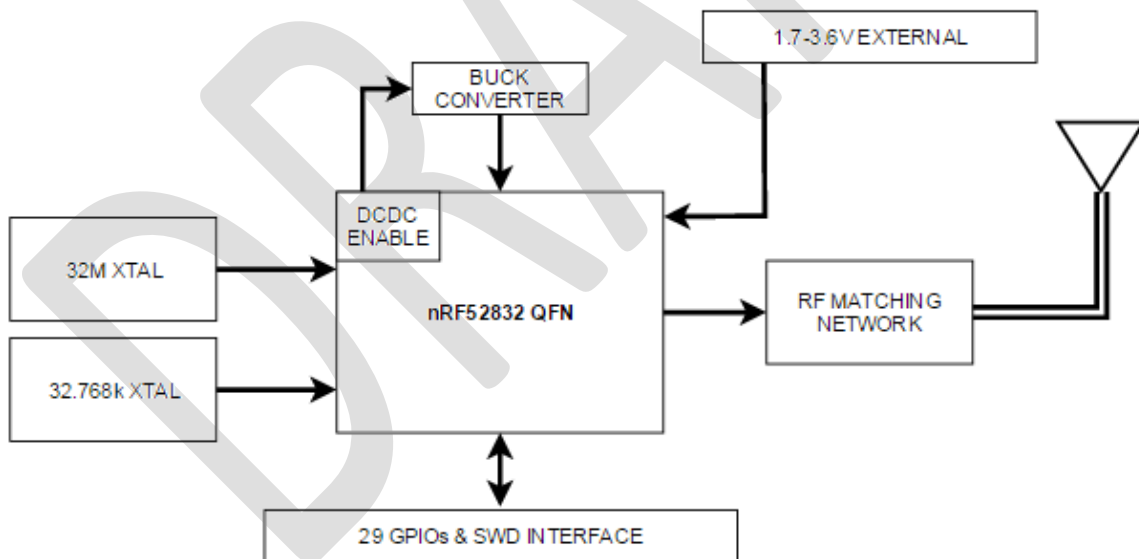 1.7-3.6V EXTERNAL
BUCK
CONVERTER
DCDC
ENABLE
32M XTAL
nRF52832 QFN
RF MATCHING
NETWORK
32.768k XTAL
29 GPIOs & SWD INTERFACE